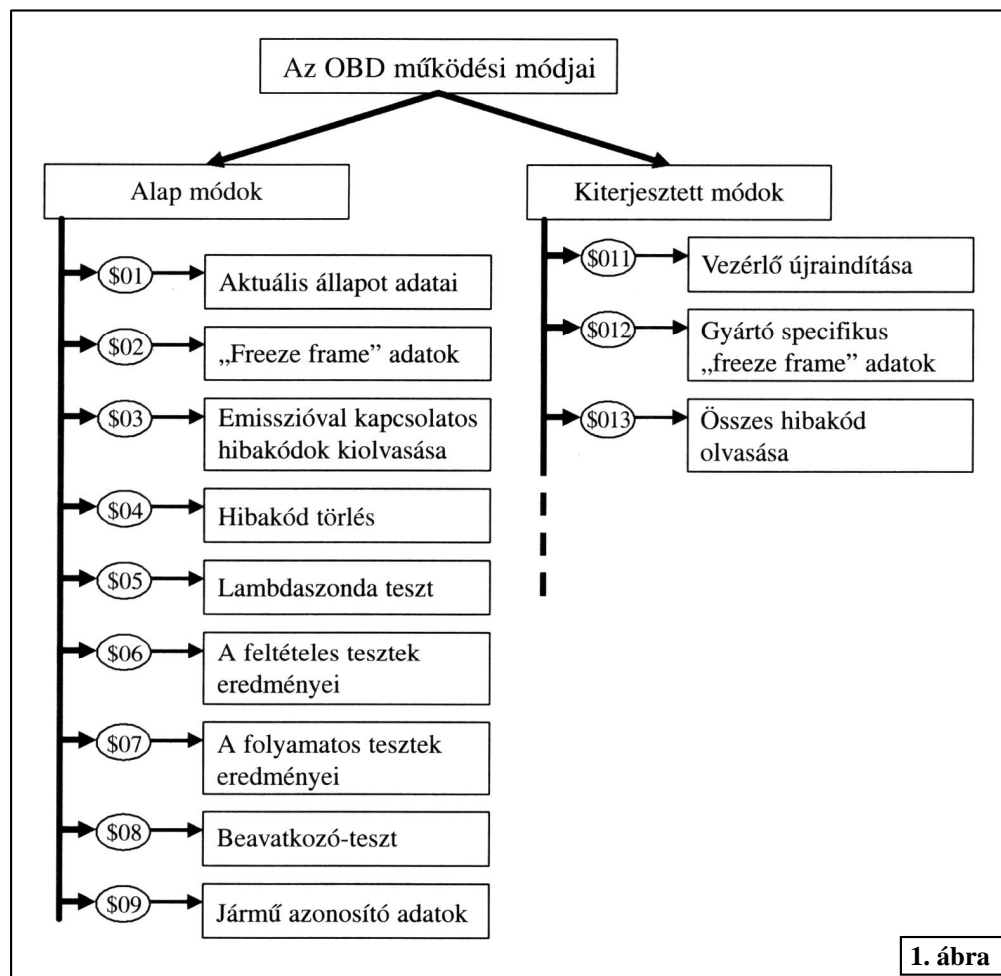 Az OBD működési módjai
Alap módok
$01
Aktuális állapot adatai
$02
„Freeze frame” adatok
$03
Emisszióval kapcsolatos
hibakódok kiolvasása
$04
Hibakód törlés
$05
Lambdaszonda teszt
$06
A feltételes tesztek
eredményei
$07
A folyamatos tesztek
eredményei
$08
Beavatkozó-teszt
$09
Jármű azonosító adatok
Kiterjesztett módok
$011
Vezérlő újraindítása
$012
Gyártó specifikus
„freeze frame” adatok
$013
Összes hibakód
olvasása
1. ábra